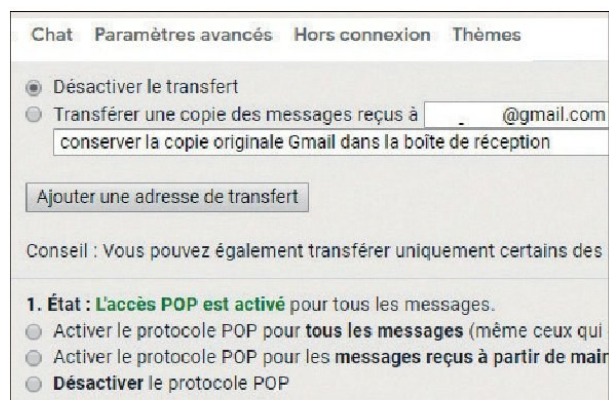 Chat Paramètres avancés Hors connexion Thèmes
Désactiver le transfert
Transférer une copie des messages reçus à @gmail.com
conserver la copie originale Gmail dans la boîte de réception
Ajouter une adresse de transfert
Conseil : Vous pouvez également transférer uniquement certains des
1. État : L'accès POP est activé pour tous les messages.
Activer le protocole POP pour tous les messages (même ceux qui
Activer le protocole POP pour les messages reçus à partir de
Désactiver le protocole POP